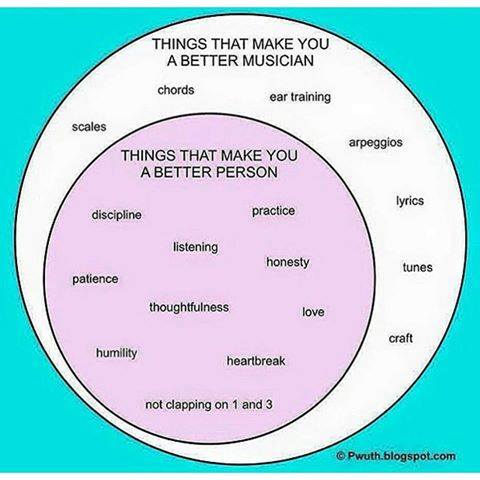 THINGS THAT MAKE YOU
A BETTER MUSICIAN
chords
ear training
scales
arpeggios
THINGS THAT MAKE YOU
A BETTER PERSON
lyrics
discipline
practice
listening
honesty
tunes
patience
thoughtfulness
love
craft
humility
heartbreak
not clapping on 1 and 3
© Pwuth.blogspot.com